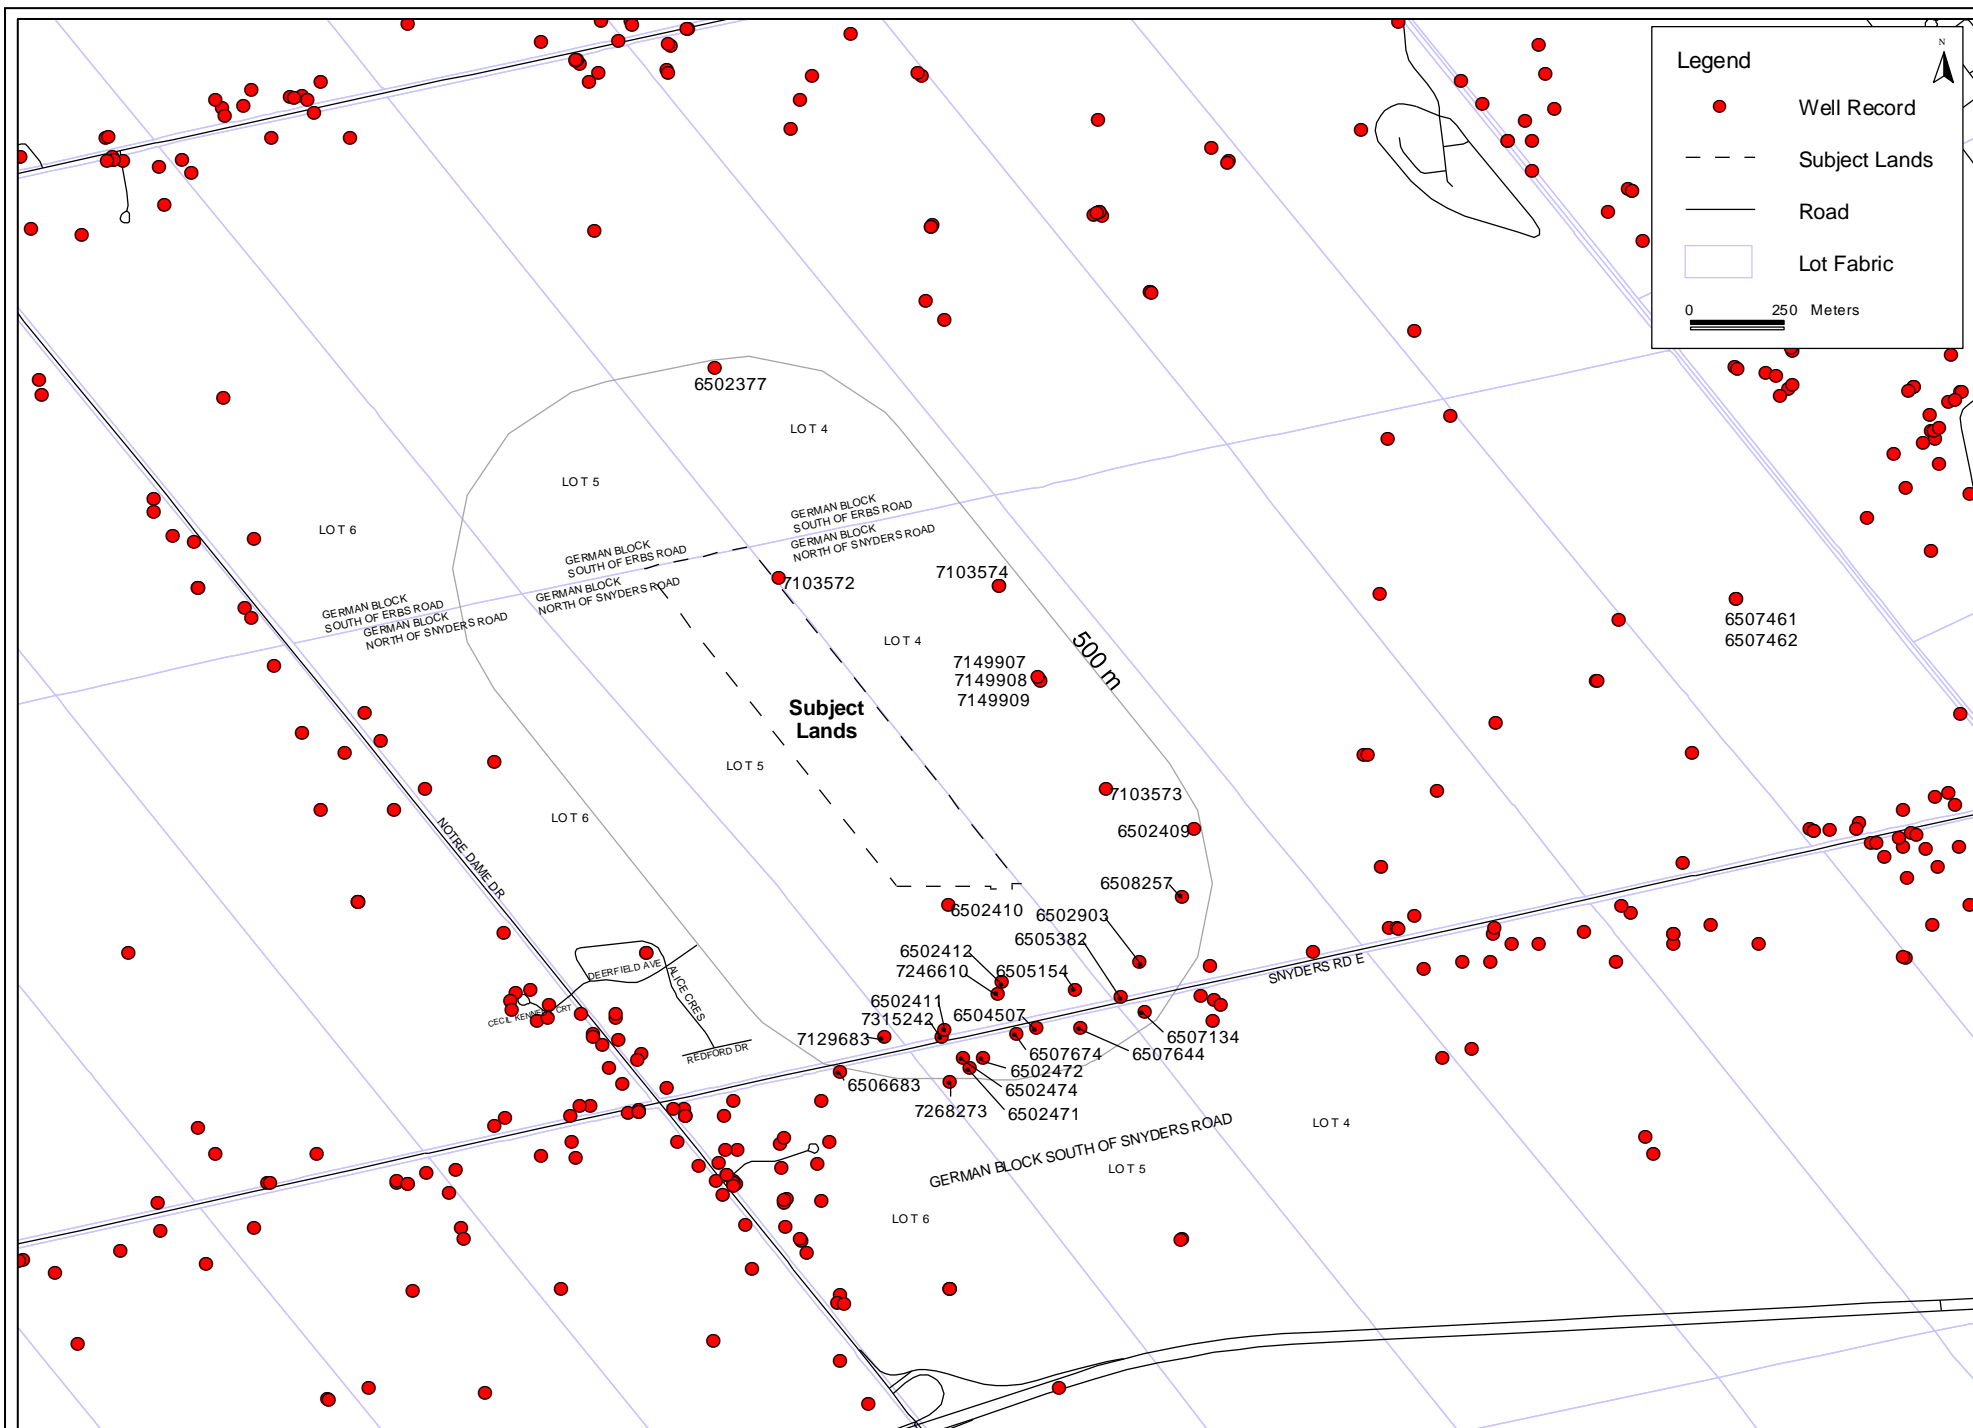 Legend
N
Well Record
Subject Lands
Road
Lot Fabric
0 250 Meters
6502377
LOT 4
LOT 5
LOT 6
GERMAN BLOCK
SOUTH OF ERBS ROAD
GERMAN BLOCK
NORTH OF SNYDERS ROAD
GERMAN BLOCK
SOUTH OF ERBS ROAD
GERMAN BLOCK
NORTH OF SNYDERS ROAD
GERMAN BLOCK
SOUTH OF ERBS ROAD
GERMAN BLOCK
NORTH OF SNYDERS ROAD
7103572
7103574
LOT 4
500 m
7149907
7149908
7149909
6507461
6507462
Subject
Lands
LOT 5
LOT 6
7103573
6502409
NOTRE DAME DR
6508257
6502410
6502903
6505382
6502412
7246610
6505154
6502411
7315242
6504507
7129683
6507134
6507674
6507644
6502472
6506683
6502474
7268273
6502471
SNYDERS RD E
DEERFIELD AVE
ALICE CRES
CECIL KENNEDY CRT
REDFORD DR
GERMAN BLOCK SOUTH OF SNYDERS ROAD
LOT 4
LOT 5
LOT 6